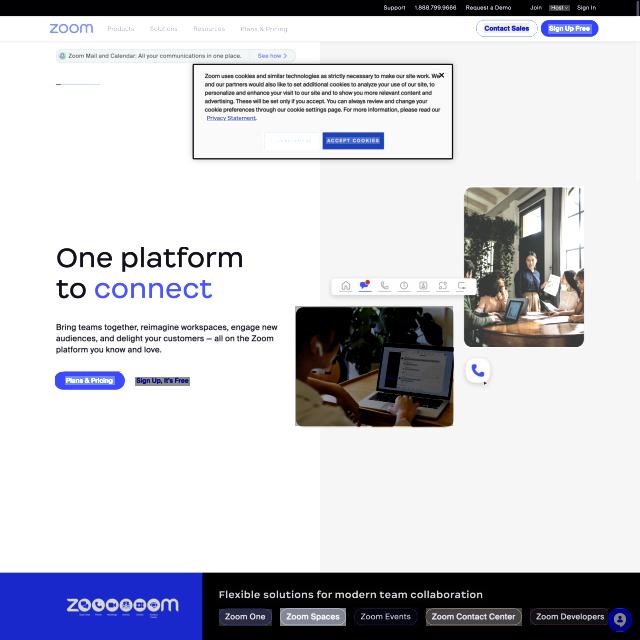 Support 1.888.799.9666 Request a Demo Join Host Sign In
zoom Products Solutions Resources Plans & Pricing Contact Sales Sign Up Free
Zoom Mail and Calendar: All your communications in one place. See how
Zoom uses cookies and similar technologies as strictly necessary to make our site work. We
and our partners would also like to set additional cookies to analyze your use of our site, to
personalize and enhance your visit to our site and to show you more relevant content and
advertising. These will be set only if you accept. You can always review and change your
cookie preferences through our cookie settings page. For more information, please read our
Privacy Statement.
ACCEPT COOKIES
One platform
to connect
Bring teams together, reimagine workspaces, engage new
audiences, and delight your customers — all on the Zoom
platform you know and love.
Plans & Pricing Sign Up, It's Free
Flexible solutions for modern team collaboration
Zoom One Zoom Spaces Zoom Events Zoom Contact Center Zoom Developers